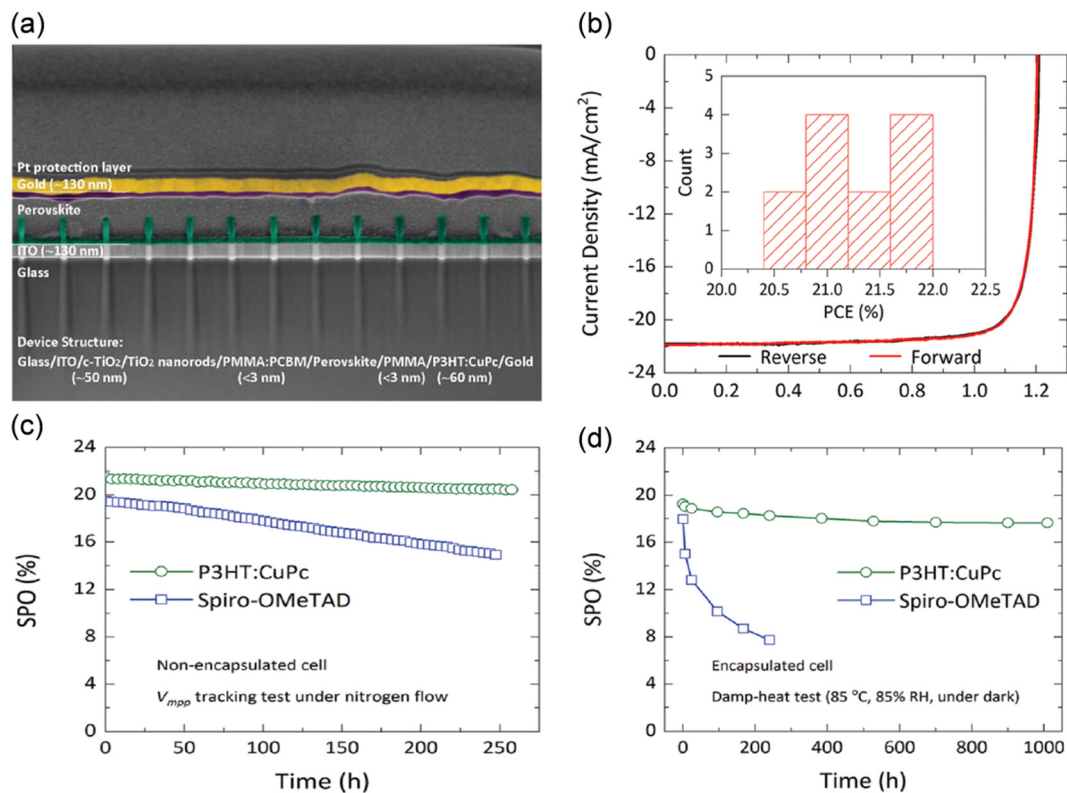 (a)
Pt protection layer
Gold (~130 nm)
Perovskite
ITO (~130 nm)
Glass
Device Structure:
Glass/ITO/c-TiO₂/TiO₂ nanorods/PMMA:PCBM/Perovskite/PMMA/P3HT:CuPc/Gold
(~50 nm) (<3 nm) (<3 nm) (~60 nm)
(b)
Current Density (mA/cm²)
0
-4
-8
-12
-16
-20
-24
Count
5
4
3
2
1
0
20.0 20.5 21.0 21.5 22.0 22.5
PCE (%)
Reverse Forward
0.0 0.2 0.4 0.6 0.8 1.0 1.2
(c)
SPO (%)
24
20
16
12
8
4
0
P3HT:CuPc
Spiro-OMeTAD
Non-encapsulated cell
Vmpp tracking test under nitrogen flow
0 50 100 150 200 250
Time (h)
(d)
SPO (%)
24
20
16
12
8
4
0
P3HT:CuPc
Spiro-OMeTAD
Encapsulated cell
Damp-heat test (85 °C, 85% RH, under dark)
0 200 400 600 800 1000
Time (h)